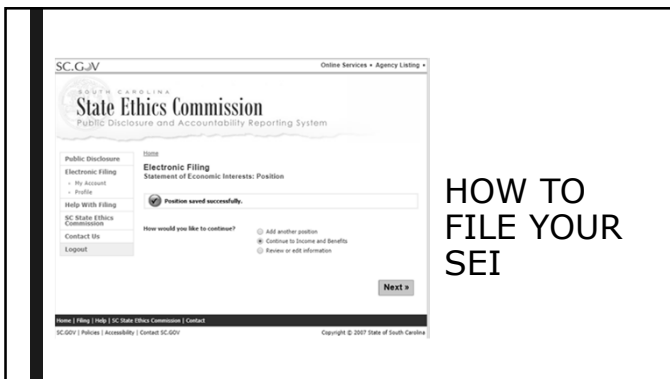 SC.GOV
Online Services • Agency Listing •
SOUTH CAROLINA
State Ethics Commission
Public Disclosure and Accountability Reporting System
Public Disclosure
Electronic Filing
My Account
Profile
Help With Filing
SC State Ethics
Commission
Contact Us
Logout
Home
Electronic Filing
Statement of Economic Interests: Position
Position saved successfully.
How would you like to continue?
Add another position
Continue to Income and Benefits
Review or edit information
Next »
Home | Filing | Help | SC State Ethics Commission | Contact
SC.GOV | Policies | Accessibility | Contact SC.GOV
Copyright © 2007 State of South Carolina
HOW TO
FILE YOUR
SEI